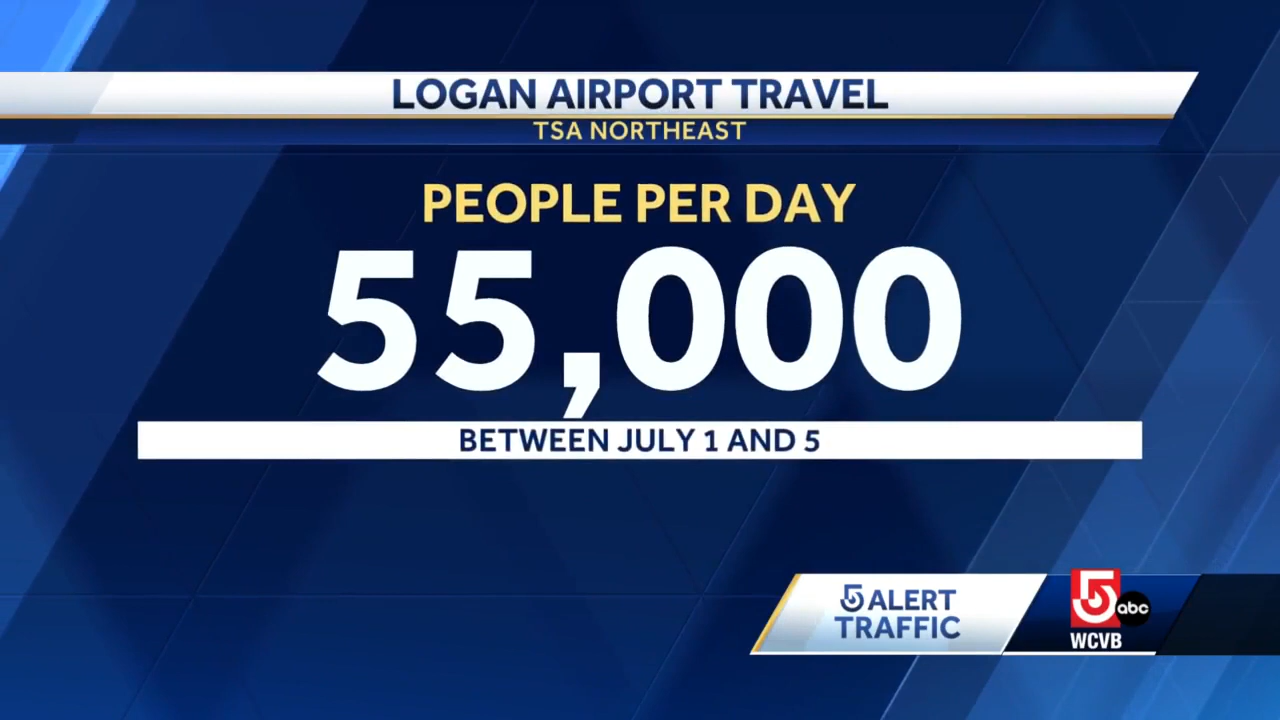 LOGAN AIRPORT TRAVEL
TSA NORTHEAST
PEOPLE PER DAY
55,000
BETWEEN JULY 1 AND 5
5 ALERT
TRAFFIC
5 abc
WCVB